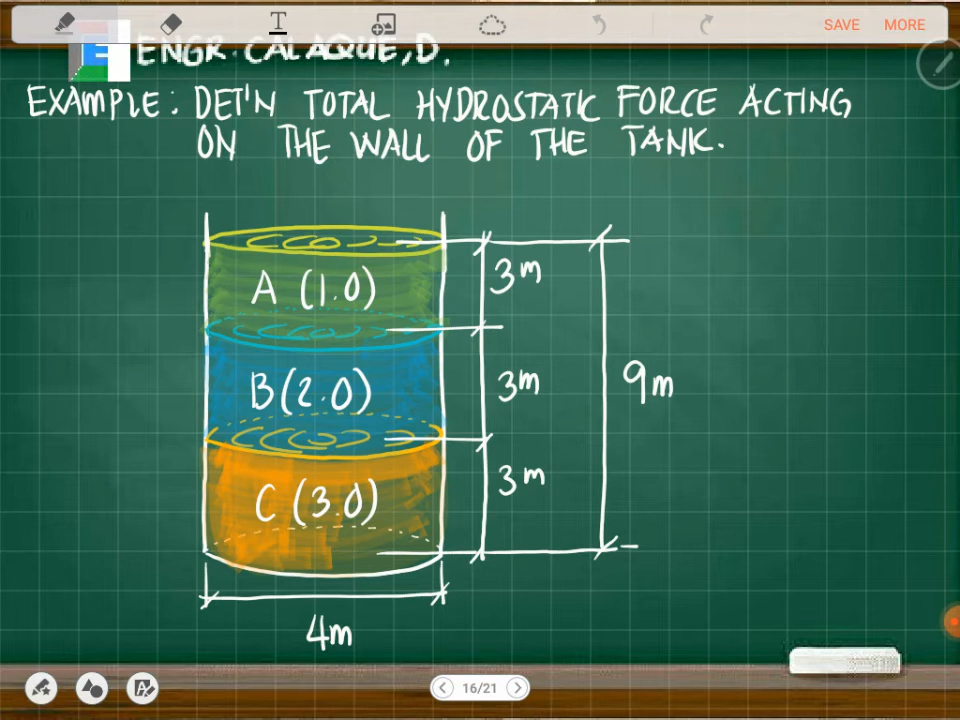 T
SAVE
MORE
E ENGR. CALAQUE, D.
EXAMPLE: DET'N TOTAL HYDROSTATIC FORCE ACTING
ON THE WALL OF THE TANK.
A (1.0)
3m
B (2.0)
3m
9m
C (3.0)
3m
4m
A
16/21